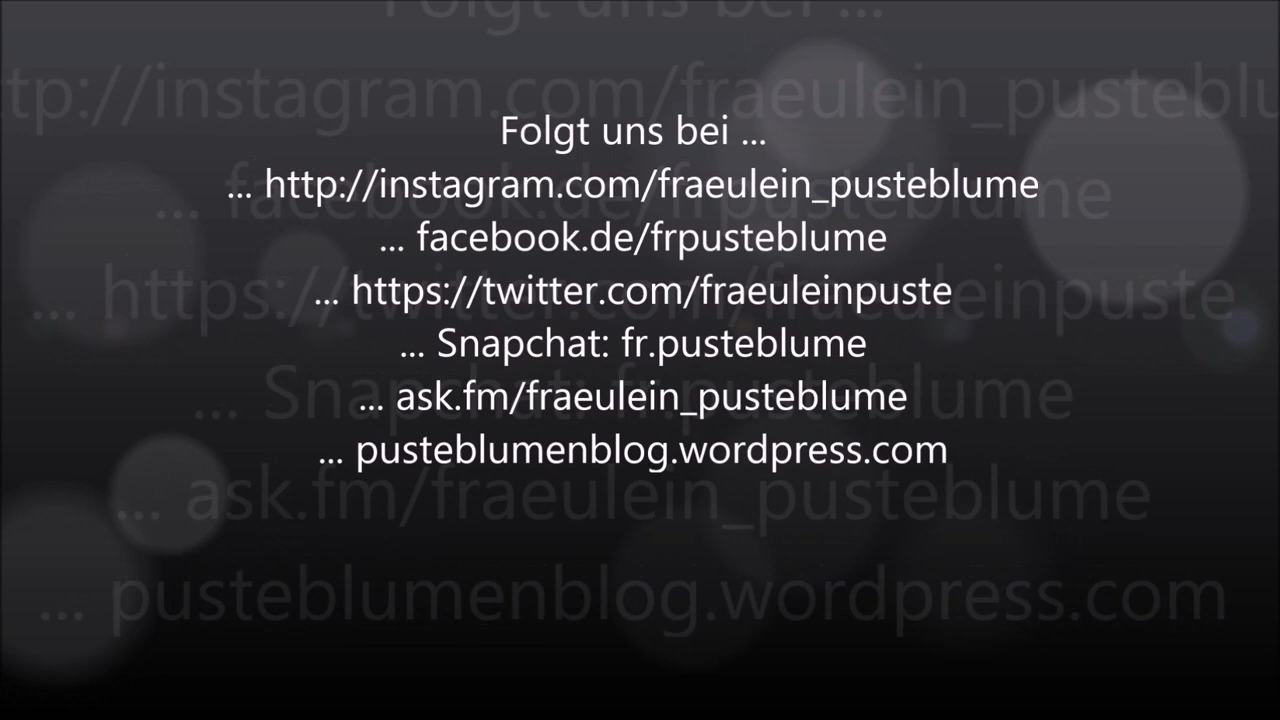 Folgt uns bei ...
... http://instagram.com/fraeulein_pusteblume
... facebook.de/frpusteblume
... https://twitter.com/fraeuleinpuste
... Snapchat: fr.pusteblume
... ask.fm/fraeulein_pusteblume
... pusteblumenblog.wordpress.com